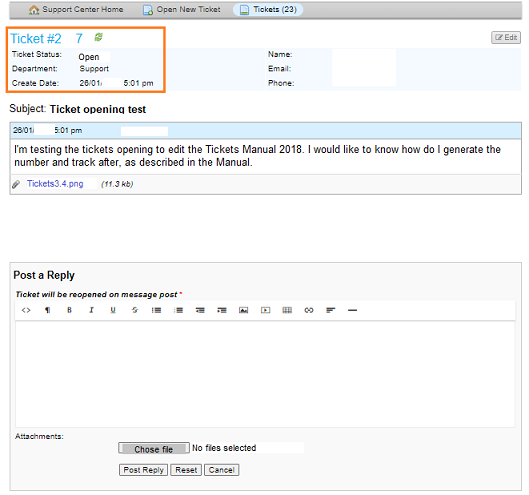 Support Center Home Open New Ticket Tickets (23)
Ticket #2 7 Edit
Ticket Status: Open Name:
Department: Support Email:
Create Date: 26/01/ 5:01 pm Phone:
Subject: Ticket opening test
26/01/ 5:01 pm
I'm testing the tickets opening to edit the Tickets Manual 2018. I would like to know how do I generate the
number and track after, as described in the Manual.
Tickets3.4.png (11.3 kb)
Post a Reply
Ticket will be reopened on message post *
Attachments:
Chose file No files selected
Post Reply Reset Cancel